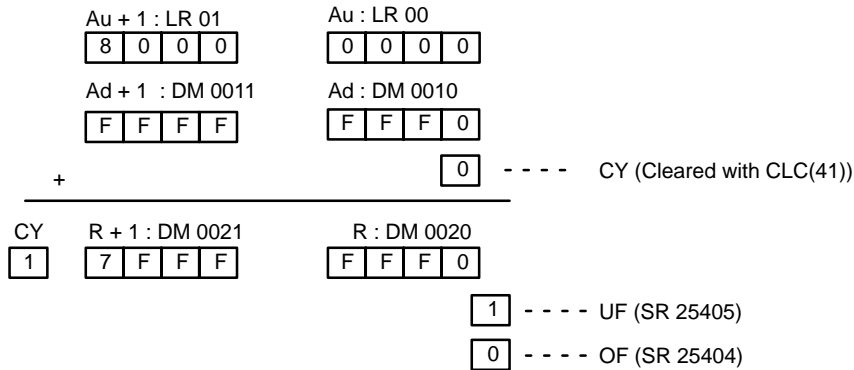 Au + 1 : LR 01 Au : LR 00
8 0 0 0 0 0 0 0
Ad + 1 : DM 0011 Ad : DM 0010
F F F F F F F 0
+ 0 - - - - CY (Cleared with CLC(41))
CY R + 1 : DM 0021 R : DM 0020
1 7 F F F F F F 0
1 - - - - UF (SR 25405)
0 - - - - OF (SR 25404)